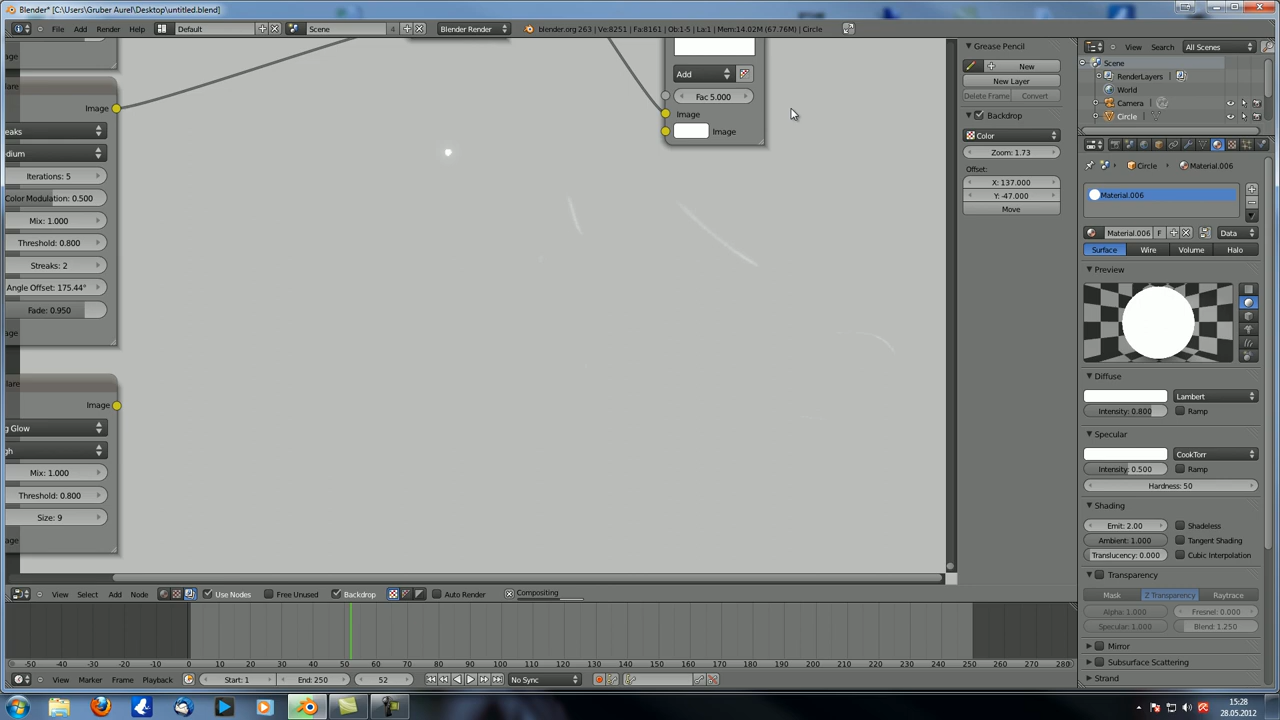 Blender* [C:\Users\Gruber Aurel\Desktop\untitled.blend]
File Add Render Help Default Scene 4 Blender Render blender.org 263 | Ve:8251 | Fa:8161 | Ob:1-5 | La:1 | Mem:14.02M (67.76M) | Circle
Image
Iterations: 5
Color Modulation: 0.500
Mix: 1.000
Threshold: 0.800
Streaks: 2
Angle Offset: 175.44°
Fade: 0.950
Image
Glow
Mix: 1.000
Threshold: 0.800
Size: 9
Add
Fac 5.000
Image
Image
Grease Pencil
New
New Layer
Delete Frame Convert
Backdrop
Color
Zoom: 1.73
Offset:
X: 137.000
Y: -47.000
Move
View Search All Scenes
Scene
RenderLayers
World
Camera
Circle
Circle Material.006
Material.006
Material.006 F Data
Surface Wire Volume Halo
Preview
Diffuse
Lambert
Intensity: 0.800 Ramp
Specular
CookTorr
Intensity: 0.500 Ramp
Hardness: 50
Shading
Emit: 2.00 Shadeless
Ambient: 1.000 Tangent Shading
Translucency: 0.000 Cubic Interpolation
Transparency
Mask Z Transparency Raytrace
Alpha: 1.000 Fresnel: 0.000
Specular: 1.000 Blend: 1.250
Mirror
Subsurface Scattering
Strand
View Select Add Node Use Nodes Free Unused Backdrop Auto Render Compositing
-50 -40 -30 -20 -10 0 10 20 30 40 50 60 70 80 90 100 110 120 130 140 150 160 170 180 190 200 210 220 230 240 250 260 270 280
View Marker Frame Playback Start: 1 End: 250 52 No Sync
15:28
28.05.2012